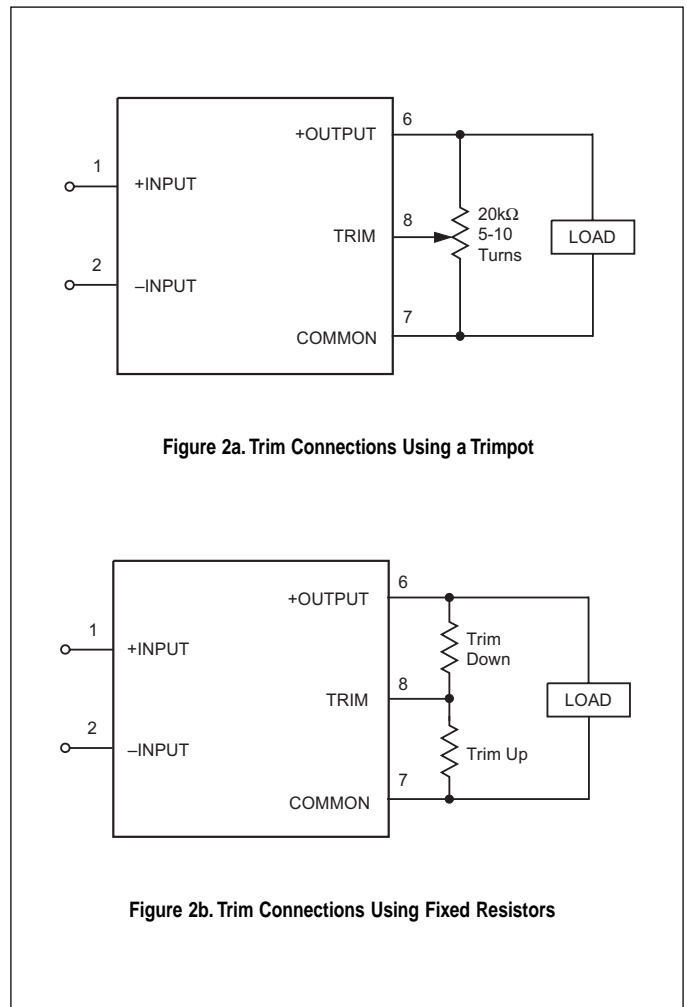 6
+OUTPUT
1
+INPUT
20kΩ
5-10
Turns
8
TRIM
LOAD
2
–INPUT
7
COMMON
Figure 2a. Trim Connections Using a Trimpot
6
+OUTPUT
1
+INPUT
Trim
Down
8
TRIM
LOAD
2
–INPUT
Trim Up
7
COMMON
Figure 2b. Trim Connections Using Fixed Resistors